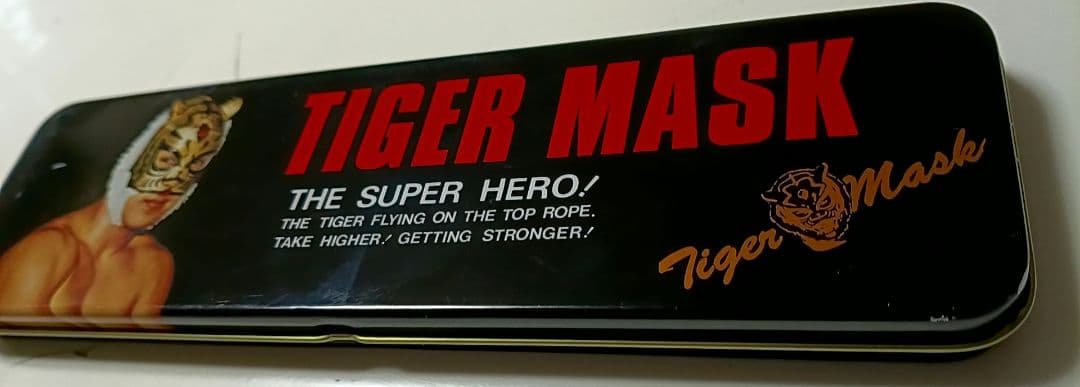 TIGER MASK
THE SUPER HERO!
THE TIGER FLYING ON THE TOP ROPE.
TAKE HIGHER! GETTING STRONGER!
Tiger Mask